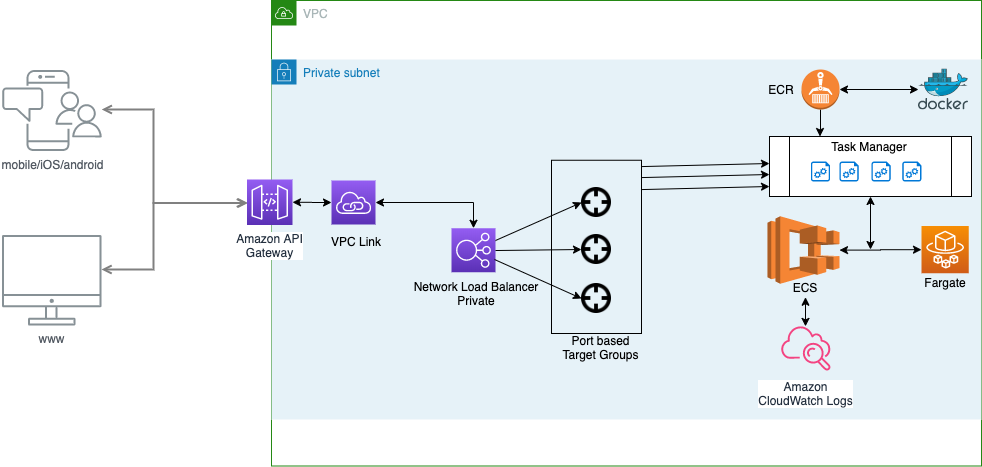 VPC
Private subnet
ECR
docker
Task Manager
mobile/iOS/android
Amazon API
Gateway
VPC Link
Network Load Balancer
Private
ECS
Fargate
www
Port based
Target Groups
Amazon
CloudWatch Logs